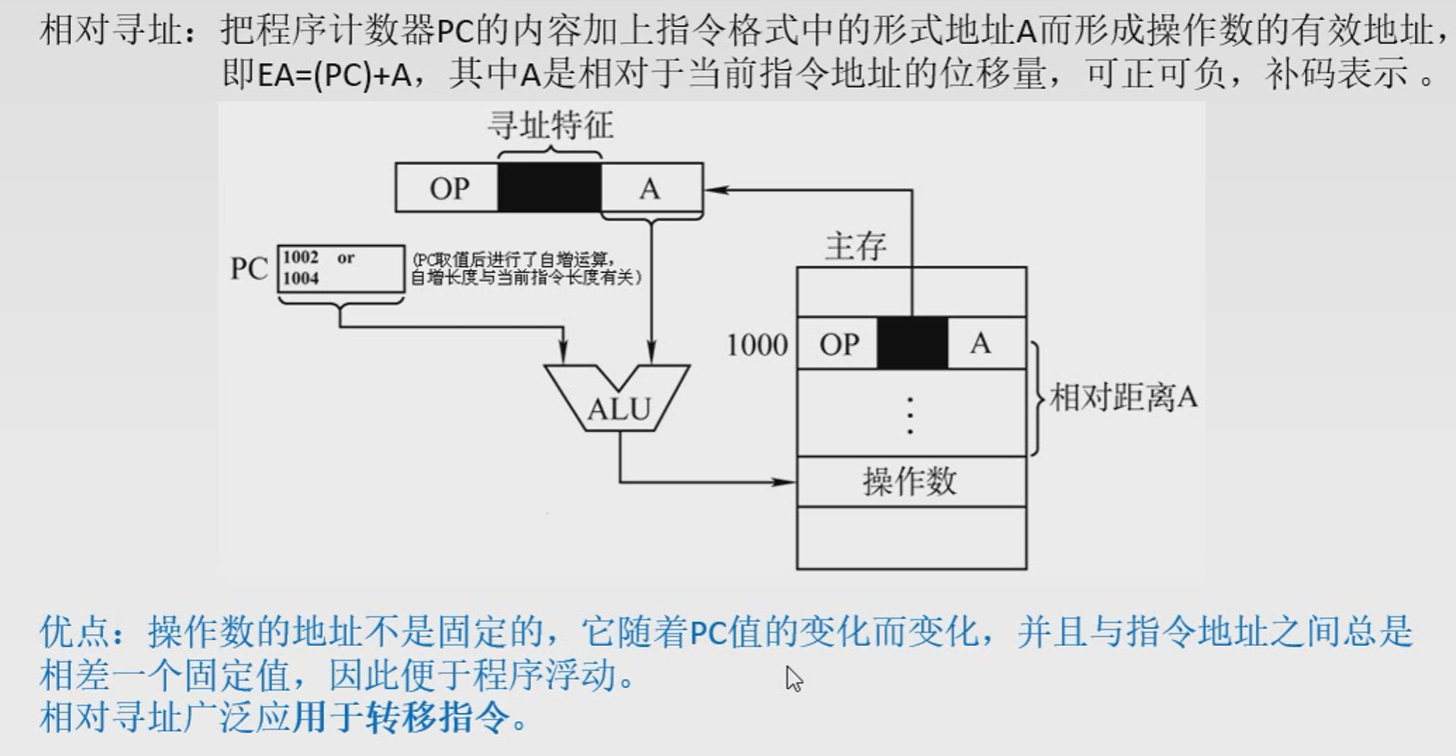 相对寻址：把程序计数器PC的内容加上指令格式中的形式地址A而形成操作数的有效地址，
即EA=(PC)+A，其中A是相对于当前指令地址的位移量，可正可负，补码表示 。
寻址特征
OP A
主存
PC 1002 or
1004
(PC取值后进行了自增运算，
自增长度与当前指令长度有关)
1000 OP A
ALU
相对距离A
操作数
优点：操作数的地址不是固定的，它随着PC值的变化而变化，并且与指令地址之间总是
相差一个固定值，因此便于程序浮动。
相对寻址广泛应用于转移指令。